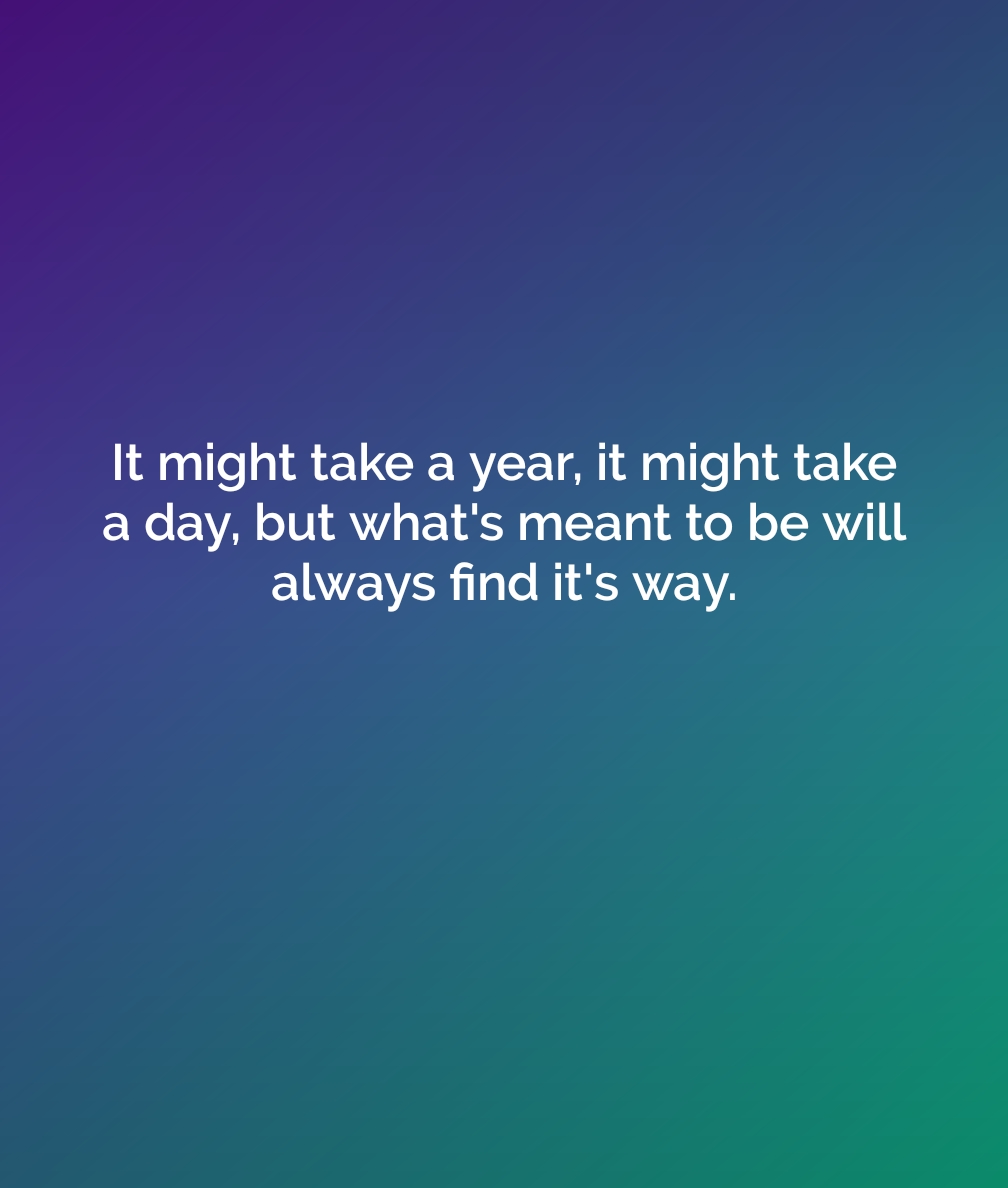 It might take a year, it might take
a day, but what's meant to be will
always find it's way.